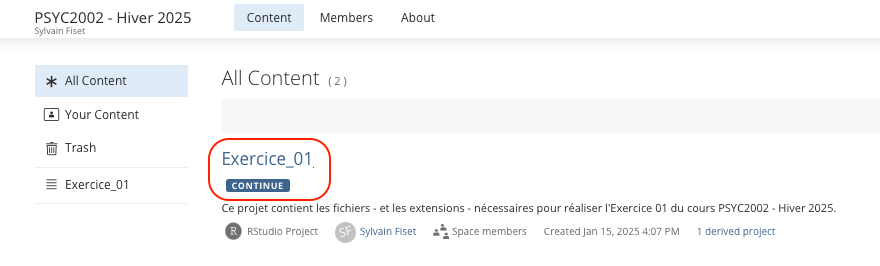 PSYC2002 - Hiver 2025 Content Members About
Sylvain Fiset
All Content
Your Content
Trash
Exercice_01
All Content (2)
Exercice_01
CONTINUE
Ce projet contient les fichiers - et les extensions - nécessaires pour réaliser l'Exercice 01 du cours PSYC2002 - Hiver 2025.
R RStudio Project SF Sylvain Fiset Space members Created Jan 15, 2025 4:07 PM 1 derived project